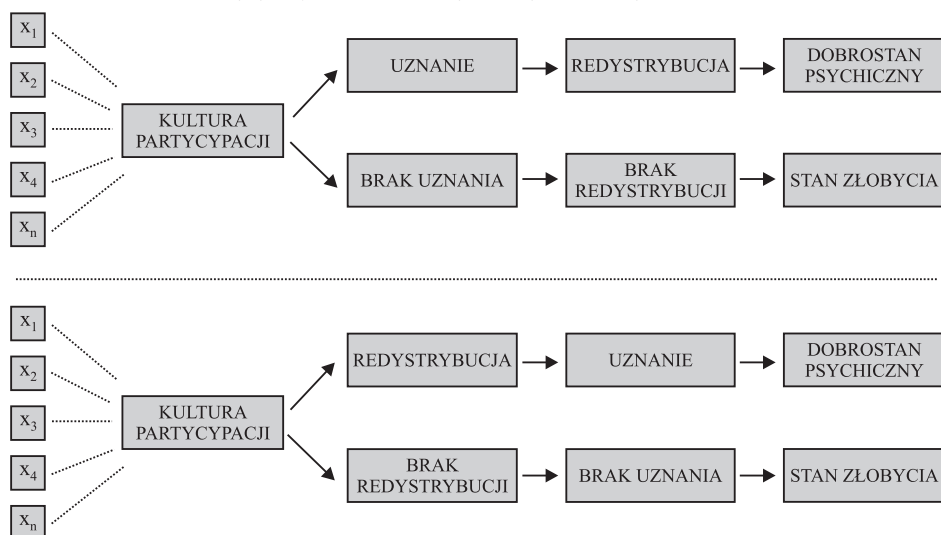 x1
x2
x3
x4
xn
KULTURA
PARTYCYPACJI
UZNANIE
REDYSTRYBUCJA
DOBROSTAN
PSYCHICZNY
BRAK UZNANIA
BRAK
REDYSTRYBUCJI
STAN ZŁOBYCIA
x1
x2
x3
x4
xn
KULTURA
PARTYCYPACJI
REDYSTRYBUCJA
UZNANIE
DOBROSTAN
PSYCHICZNY
BRAK
REDYSTRYBUCJI
BRAK UZNANIA
STAN ZŁOBYCIA